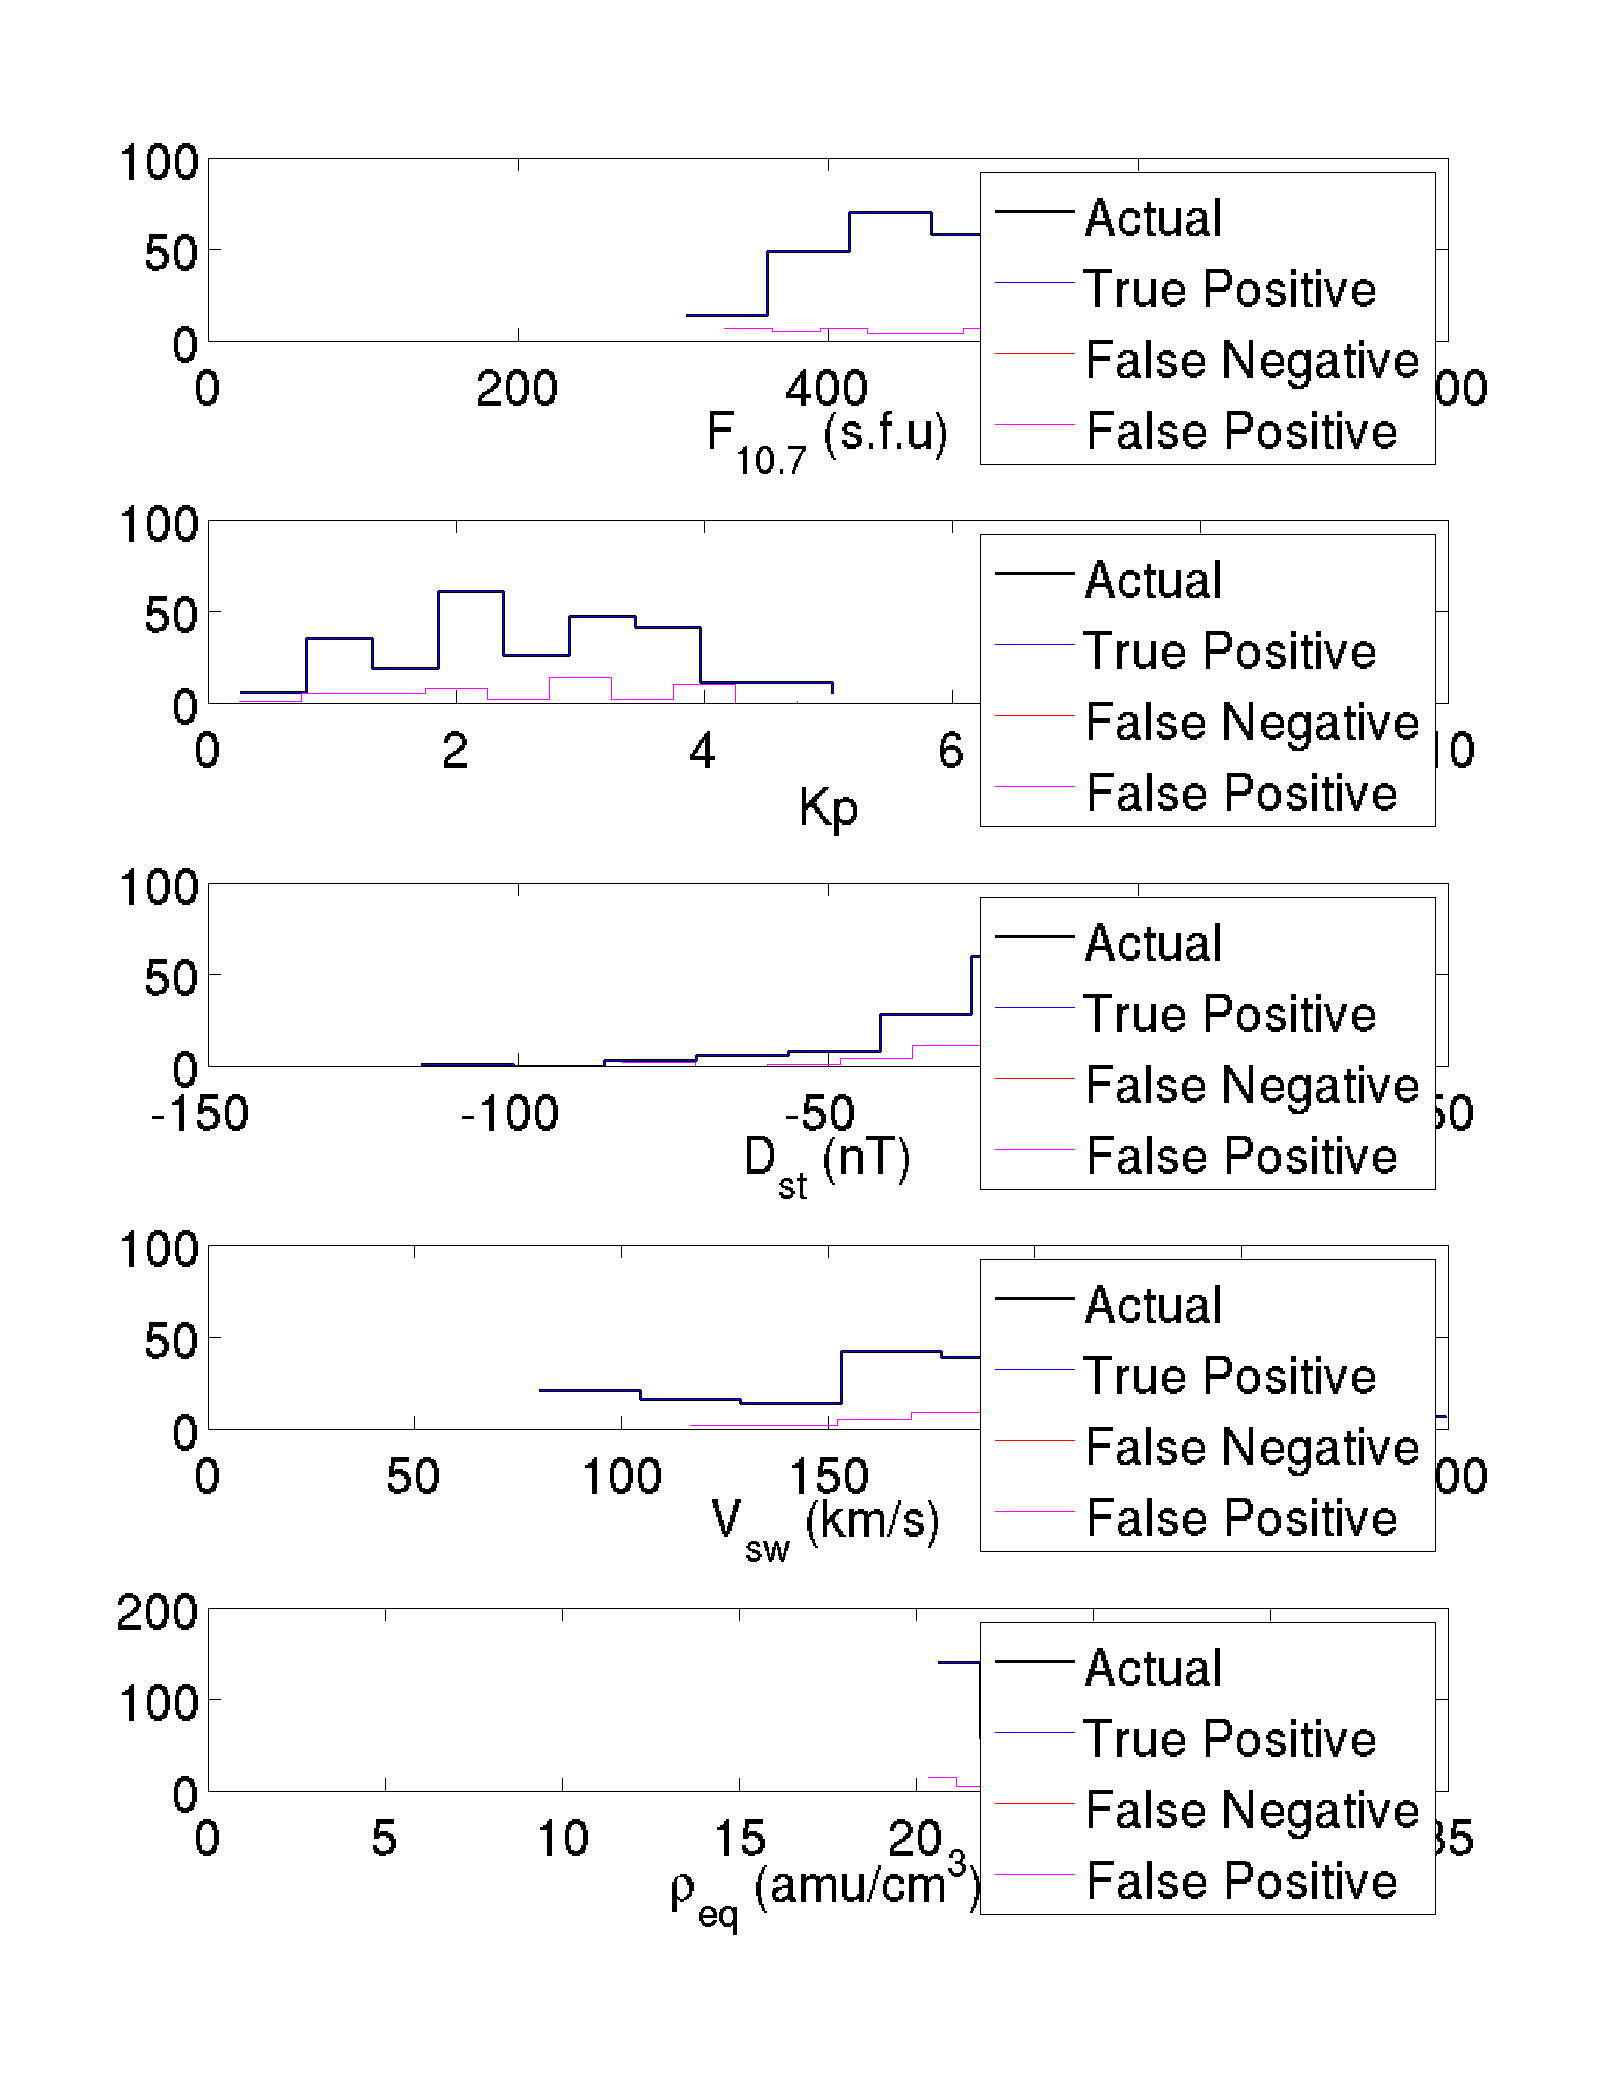 100
50
0
0 200 400 00
F10.7 (s.f.u)
Actual
True Positive
False Negative
False Positive
100
50
0
0 2 4 6 10
Kp
Actual
True Positive
False Negative
False Positive
100
50
0
-150 -100 -50 50
Dst (nT)
Actual
True Positive
False Negative
False Positive
100
50
0
0 50 100 150 00
Vsw (km/s)
Actual
True Positive
False Negative
False Positive
200
100
0
0 5 10 15 20 35
ρeq (amu/cm3)
Actual
True Positive
False Negative
False Positive